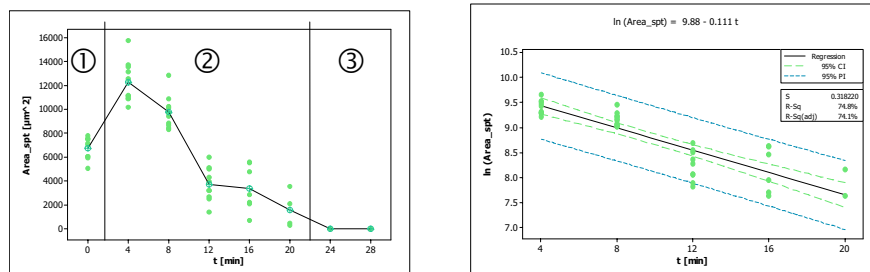 ① ② ③
16000
14000
12000
10000
8000
6000
4000
2000
0
Area_spt [µm^2]
0 4 8 12 16 20 24 28
t [min]
ln (Area_spt) = 9.88 - 0.111 t
10.5
10.0
9.5
9.0
8.5
8.0
7.5
7.0
ln (Area_spt)
4 8 12 16 20
t [min]
Regression
95% CI
95% PI
S 0.318220
R-Sq 74.8%
R-Sq(adj) 74.1%